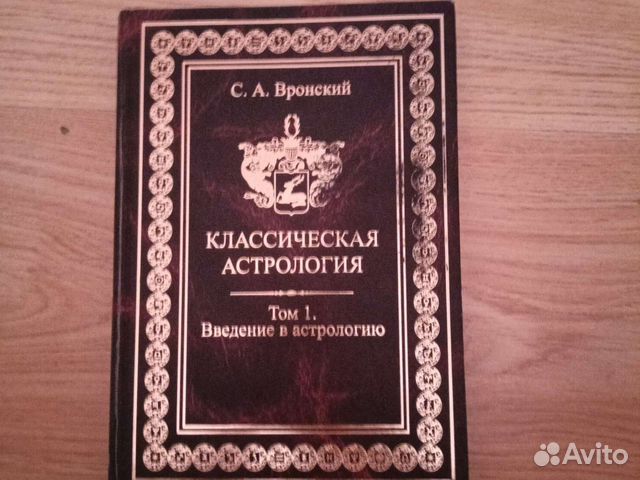 С. А. Вронский
КЛАССИЧЕСКАЯ
АСТРОЛОГИЯ
Том 1.
Введение в астрологию
Avito